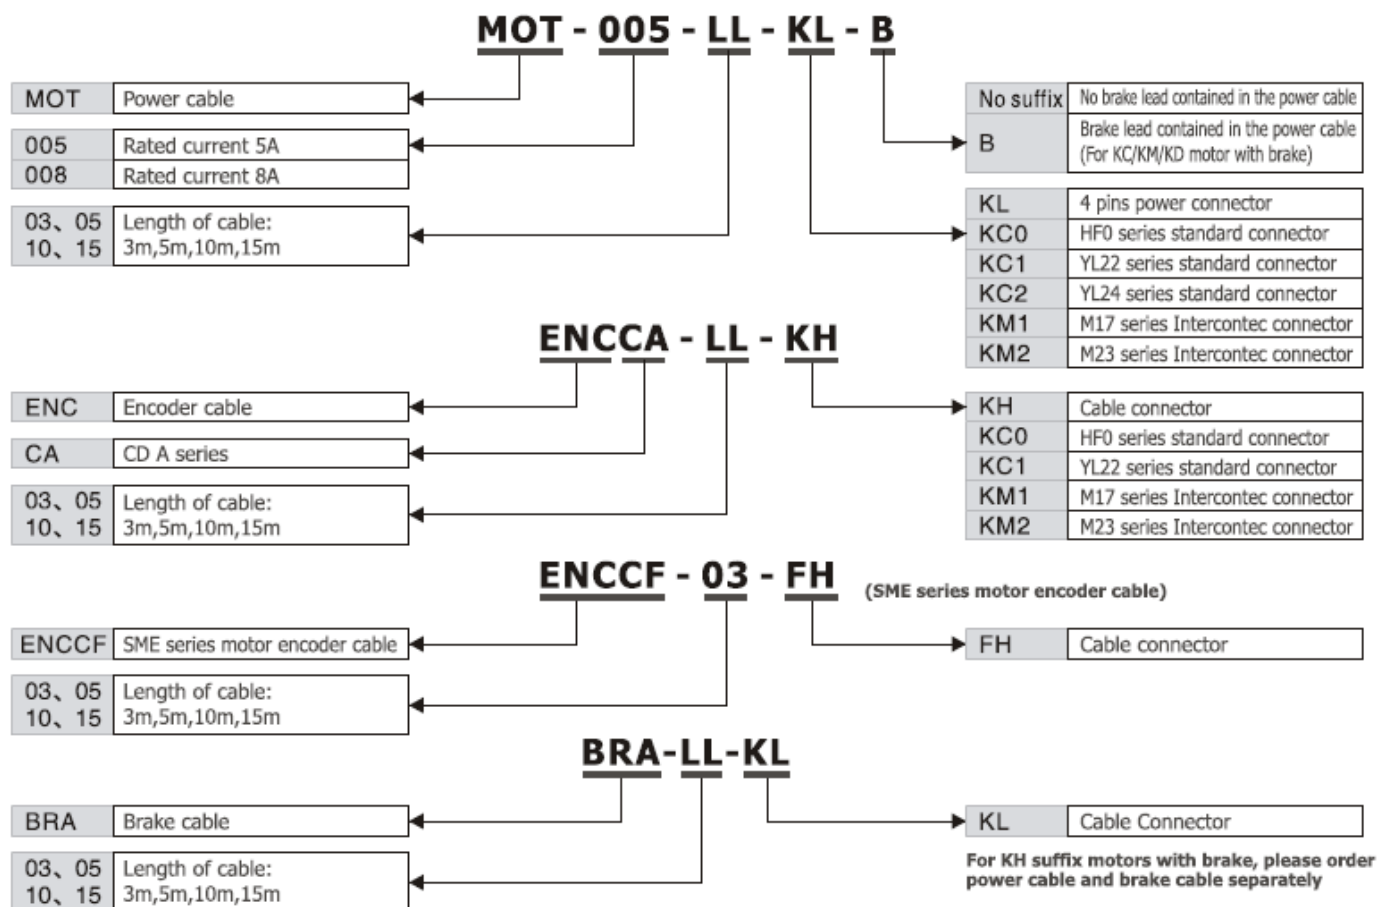 MOT - 005 - LL - KL - B
MOT Power cable
005 Rated current 5A
008 Rated current 8A
03、05 Length of cable:
10、15 3m,5m,10m,15m
No suffix No brake lead contained in the power cable
B Brake lead contained in the power cable
(For KC/KM/KD motor with brake)
KL 4 pins power connector
KC0 HF0 series standard connector
KC1 YL22 series standard connector
KC2 YL24 series standard connector
KM1 M17 series Intercontec connector
KM2 M23 series Intercontec connector
ENCCA - LL - KH
ENC Encoder cable
CA CD A series
03、05 Length of cable:
10、15 3m,5m,10m,15m
KH Cable connector
KC0 HF0 series standard connector
KC1 YL22 series standard connector
KM1 M17 series Intercontec connector
KM2 M23 series Intercontec connector
ENCCF - 03 - FH (SME series motor encoder cable)
ENCCF SME series motor encoder cable
03、05 Length of cable:
10、15 3m,5m,10m,15m
FH Cable connector
BRA-LL-KL
BRA Brake cable
03、05 Length of cable:
10、15 3m,5m,10m,15m
KL Cable Connector
For KH suffix motors with brake, please order
power cable and brake cable separately